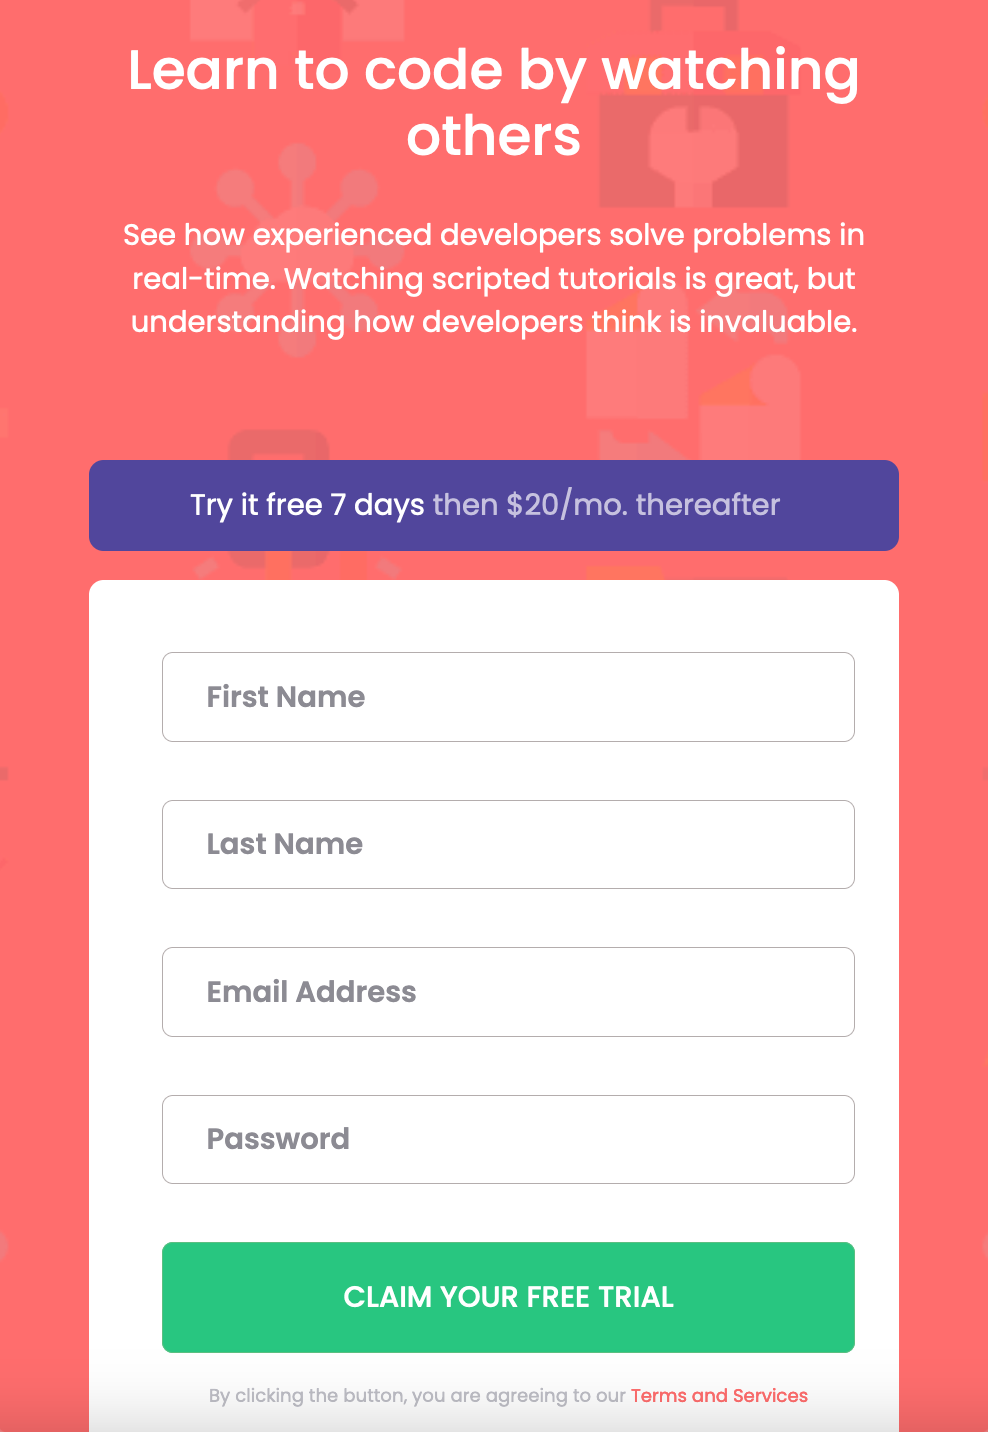 Learn to code by watching
others
See how experienced developers solve problems in
real-time. Watching scripted tutorials is great, but
understanding how developers think is invaluable.
Try it free 7 days then $20/mo. thereafter
First Name
Last Name
Email Address
Password
CLAIM YOUR FREE TRIAL
By clicking the button, you are agreeing to our Terms and Services